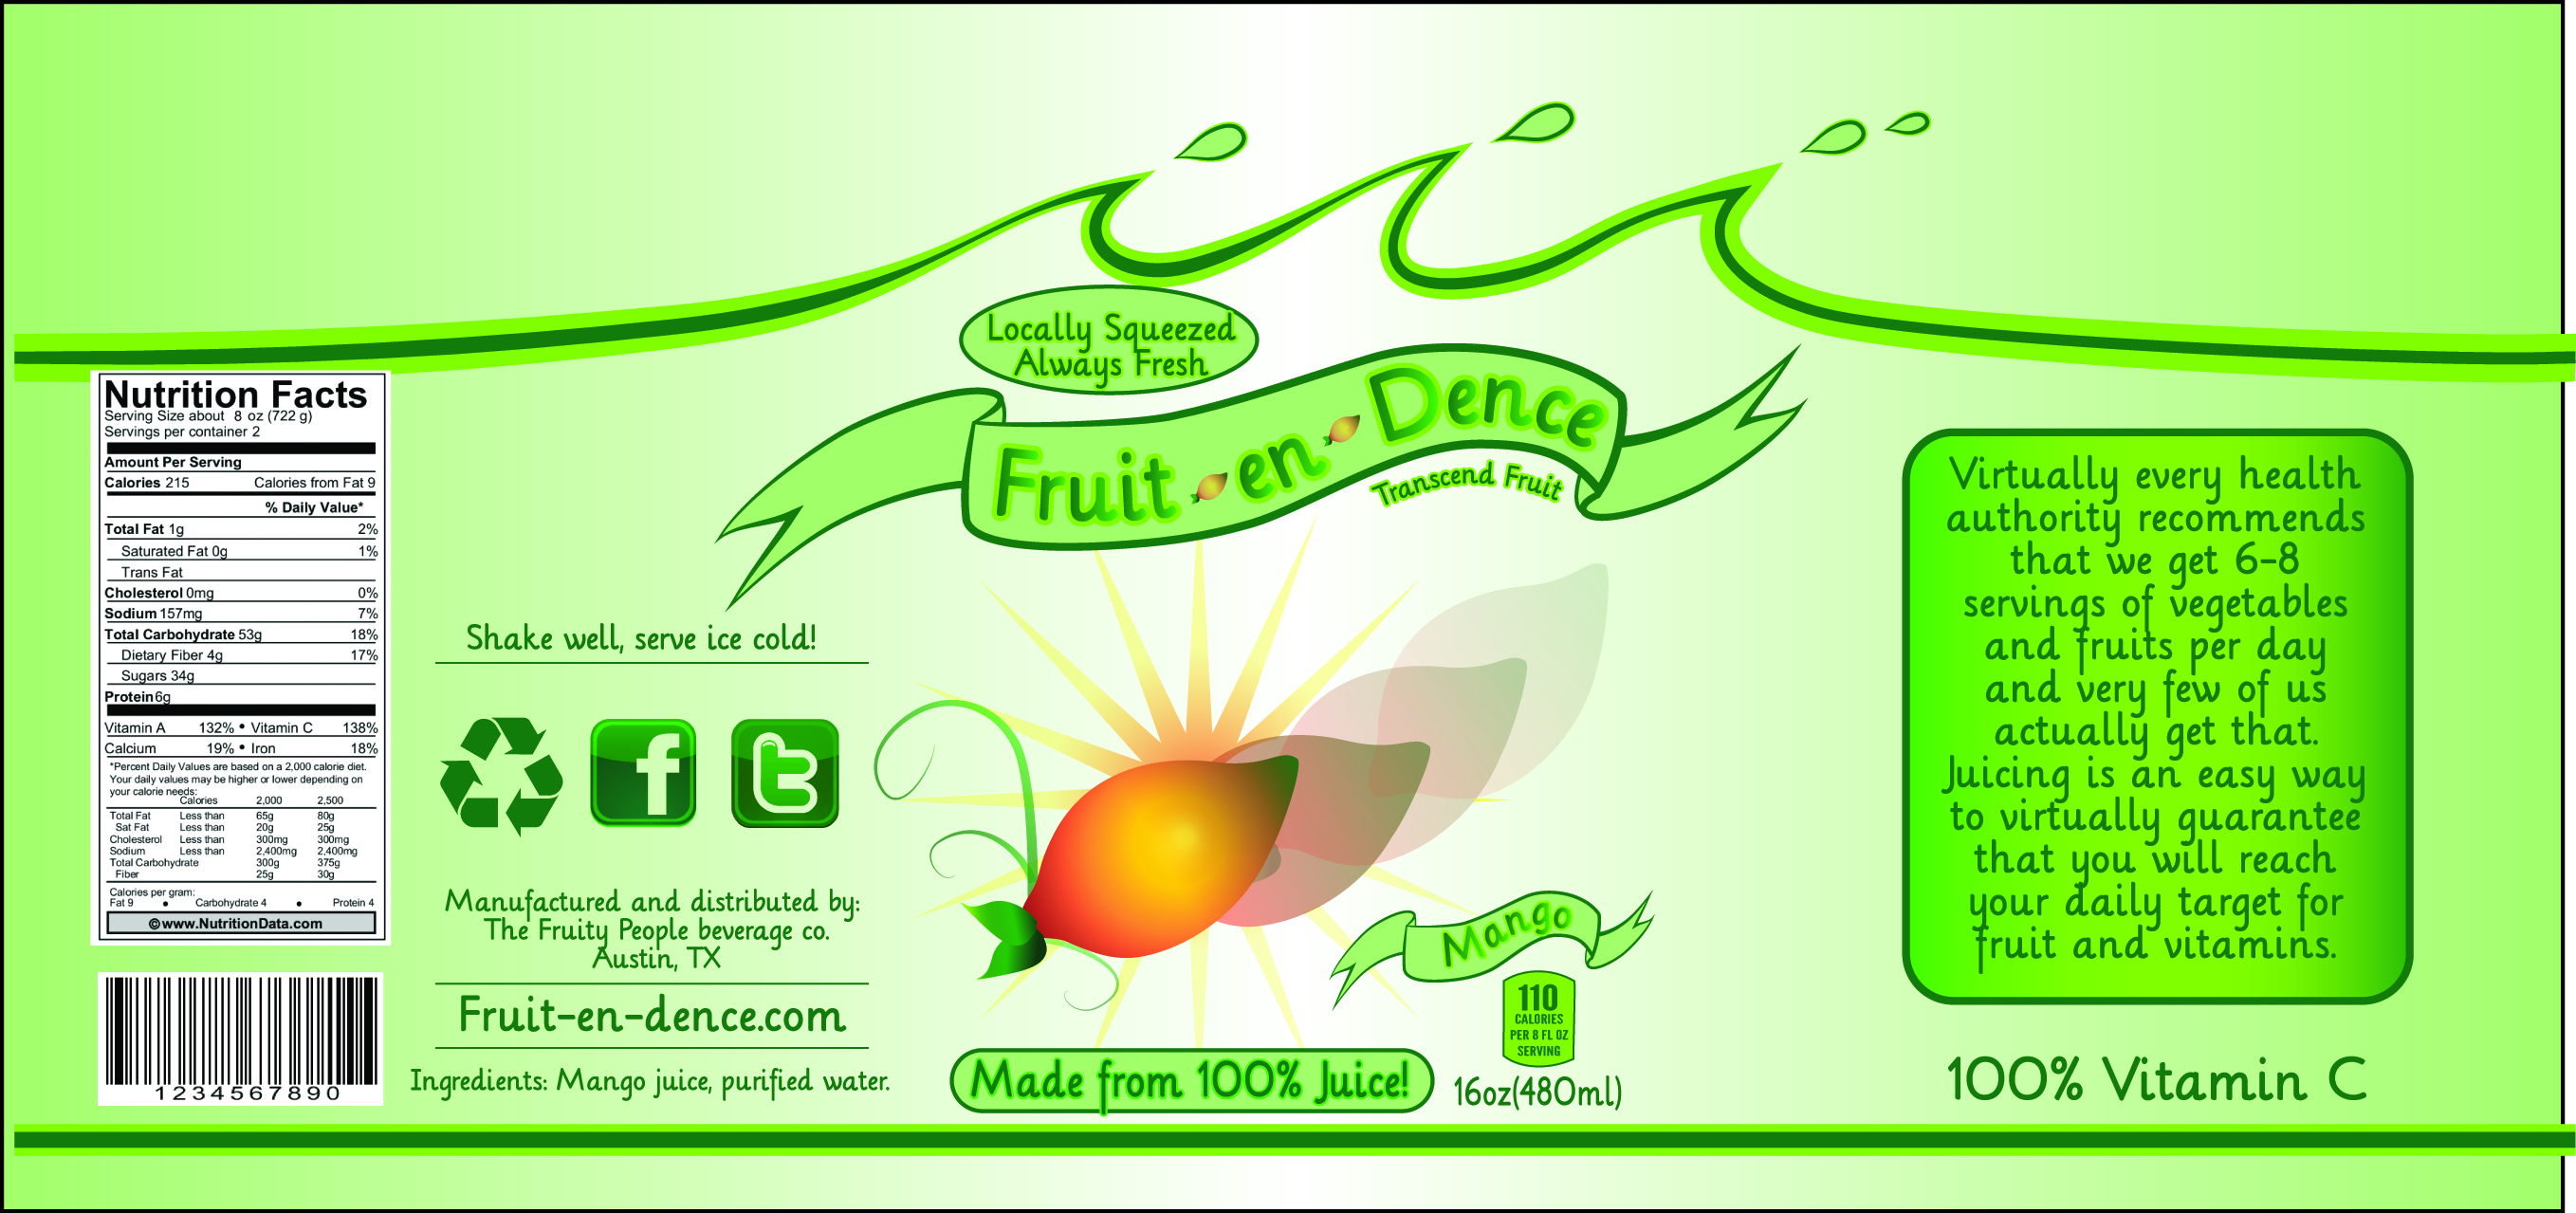 Locally Squeezed
Always Fresh
Fruit-en-Dence
Transcend Fruit
Nutrition Facts
Serving Size about 8 oz (722 g)
Servings per container 2
Amount Per Serving
Calories 215 Calories from Fat 9
% Daily Value*
Total Fat 1g 2%
Saturated Fat 0g 1%
Trans Fat
Cholesterol 0mg 0%
Sodium 157mg 7%
Total Carbohydrate 53g 18%
Dietary Fiber 4g 17%
Sugars 34g
Protein 6g
Vitamin A 132% • Vitamin C 138%
Calcium 19% • Iron 18%
*Percent Daily Values are based on a 2,000 calorie diet.
Your daily values may be higher or lower depending on
your calorie needs:
Calories 2,000 2,500
Total Fat Less than 65g 80g
Sat Fat Less than 20g 25g
Cholesterol Less than 300mg 300mg
Sodium Less than 2,400mg 2,400mg
Total Carbohydrate 300g 375g
Fiber 25g 30g
Calories per gram:
Fat 9 • Carbohydrate 4 • Protein 4
©www.NutritionData.com
1234567890
Shake well, serve ice cold!
f
t
Manufactured and distributed by:
The Fruity People beverage co.
Austin, TX
Fruit-en-dence.com
Ingredients: Mango juice, purified water.
Mango
110
CALORIES
PER 8 FL OZ
SERVING
Made from 100% Juice!
16oz(480ml)
Virtually every health
authority recommends
that we get 6-8
servings of vegetables
and fruits per day
and very few of us
actually get that.
Juicing is an easy way
to virtually guarantee
that you will reach
your daily target for
fruit and vitamins.
100% Vitamin C